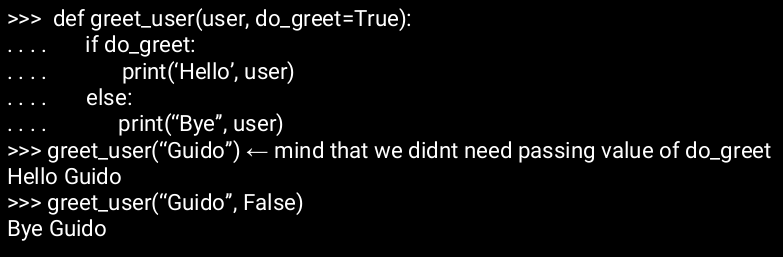 >>> def greet_user(user, do_greet=True):
. . . . if do_greet:
. . . . print(‘Hello’, user)
. . . . else:
. . . . print(“Bye”, user)
>>> greet_user(“Guido”) ← mind that we didnt need passing value of do_greet
Hello Guido
>>> greet_user(“Guido”, False)
Bye Guido